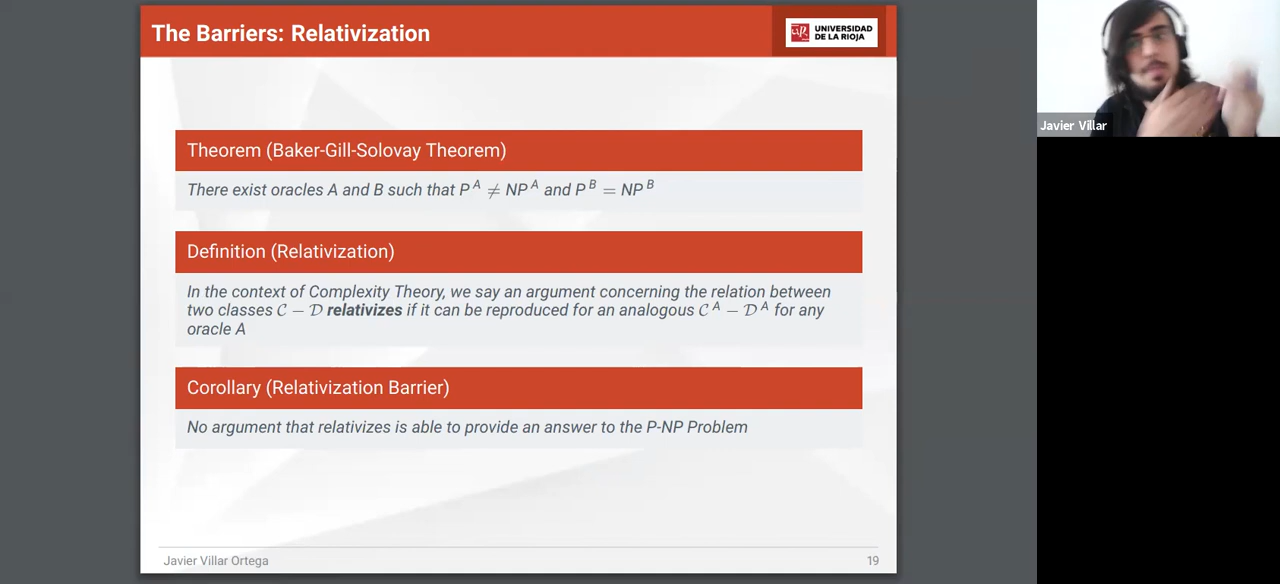 The Barriers: Relativization
UNIVERSIDAD
DE LA RIOJA
Javier Villar
Theorem (Baker-Gill-Solovay Theorem)
There exist oracles A and B such that P^A ≠ NP^A and P^B = NP^B
Definition (Relativization)
In the context of Complexity Theory, we say an argument concerning the relation between
two classes 𝒞 − 𝒟 relativizes if it can be reproduced for an analogous 𝒞^A − 𝒟^A for any
oracle A
Corollary (Relativization Barrier)
No argument that relativizes is able to provide an answer to the P-NP Problem
Javier Villar Ortega
19